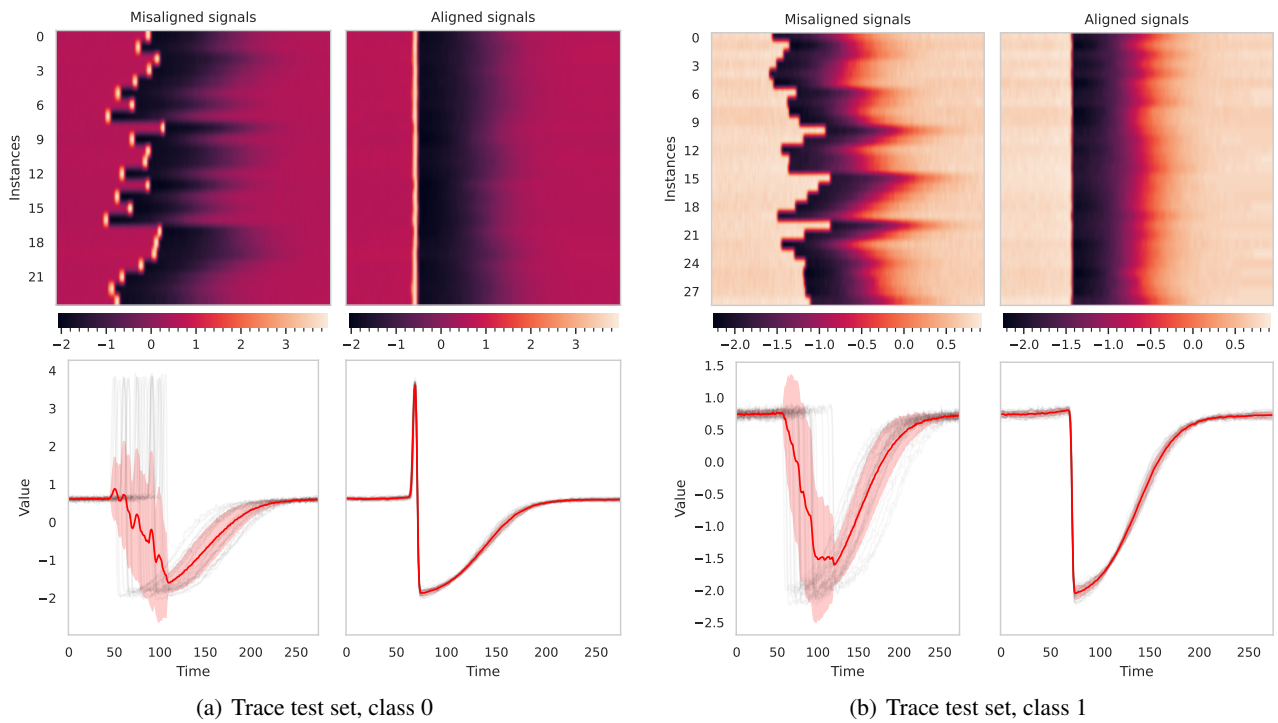 Misaligned signals
Aligned signals
0
3
6
9
12
15
18
21
Instances
−2 −1 0 1 2 3
−2 −1 0 1 2 3
4
3
2
1
0
−1
−2
Value
0 50 100 150 200 250
0 50 100 150 200 250
Time
Time
(a) Trace test set, class 0
Misaligned signals
Aligned signals
0
3
6
9
12
15
18
21
24
27
Instances
−2.0 −1.5 −1.0 −0.5 0.0 0.5
−2.0 −1.5 −1.0 −0.5 0.0 0.5
1.5
1.0
0.5
0.0
−0.5
−1.0
−1.5
−2.0
−2.5
Value
0 50 100 150 200 250
0 50 100 150 200 250
Time
Time
(b) Trace test set, class 1